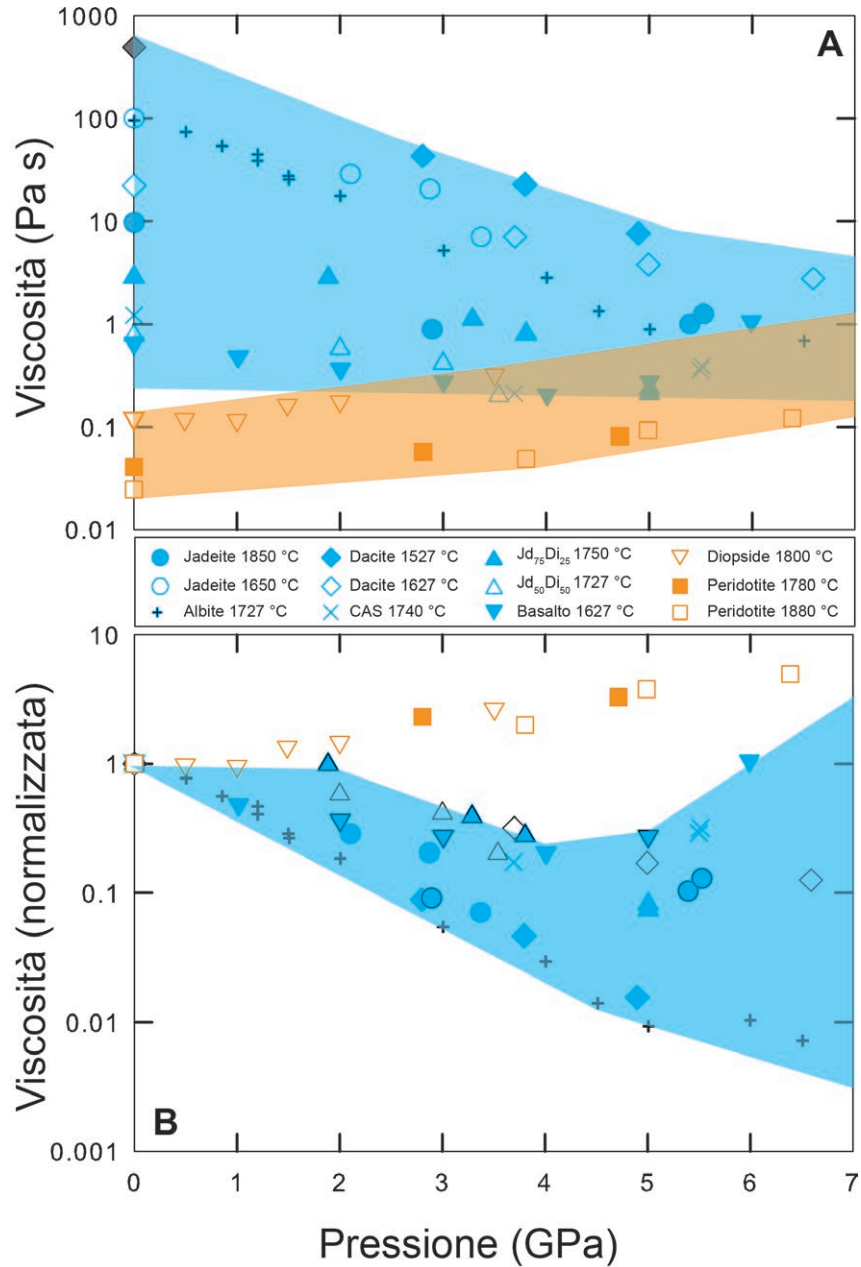 A
Viscosità (Pa s)
1000
100
10
1
0.1
0.01
Jadeite 1850 °C
Dacite 1527 °C
Jd75Di25 1750 °C
Diopside 1800 °C
Jadeite 1650 °C
Dacite 1627 °C
Jd50Di50 1727 °C
Peridotite 1780 °C
Albite 1727 °C
CAS 1740 °C
Basalto 1627 °C
Peridotite 1880 °C
Viscosità (normalizzata)
10
1
0.1
0.01
0.001
B
0 1 2 3 4 5 6 7
Pressione (GPa)